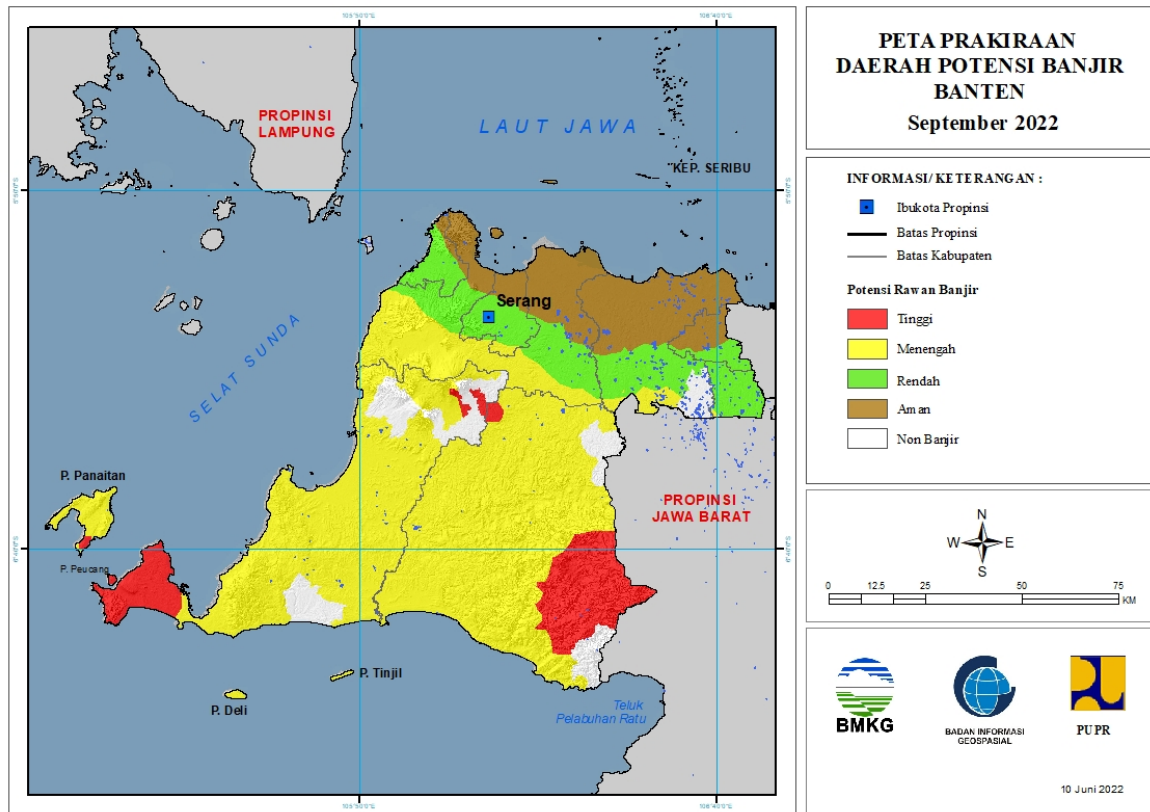 PETA PRAKIRAAN
DAERAH POTENSI BANJIR
BANTEN
September 2022
INFORMASI/ KETERANGAN :
Ibukota Propinsi
Batas Propinsi
Batas Kabupaten
Potensi Rawan Banjir
Tinggi
Menengah
Rendah
Aman
Non Banjir
N
W E
S
0 12.5 25 50 75
KM
BMKG
BADAN INFORMASI
GEOSPASIAL
PUPR
10 Juni 2022
PROPINSI
LAMPUNG
LAUT JAWA
KEP. SERIBU
Serang
SELAT SUNDA
P. Panaitan
P. Peucang
PROPINSI
JAWA BARAT
P. Tinjil
P. Deli
Teluk
Pelabuhan Ratu